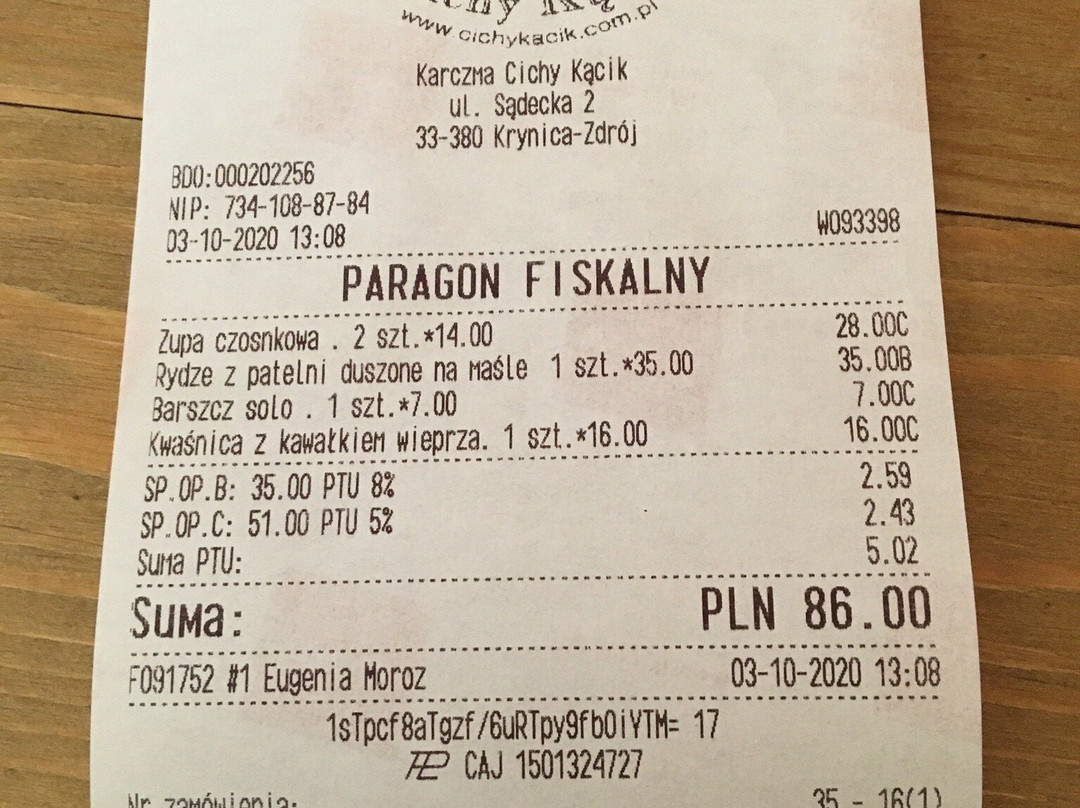 www.cichykacik.com.pl
Karczma Cichy Kącik
ul. Sądecka 2
33-380 Krynica-Zdrój
BDO:000202256
NIP: 734-108-87-84
03-10-2020 13:08 W093398
PARAGON FISKALNY
Zupa czosnkowa . 2 szt.*14.00 28.00C
Rydze z patelni duszone na maśle 1 szt.*35.00 35.00B
Barszcz solo . 1 szt.*7.00 7.00C
Kwaśnica z kawałkiem wieprza. 1 szt.*16.00 16.00C
SP.OP.B: 35.00 PTU 8% 2.59
SP.OP.C: 51.00 PTU 5% 2.43
Suma PTU: 5.02
Suma: PLN 86.00
F091752 #1 Eugenia Moroz 03-10-2020 13:08
1sTpcf8aTgzf/6uRTpy9fbOiYTM= 17
CAJ 1501324727
Nr zamówienia: 35 - 16(1)